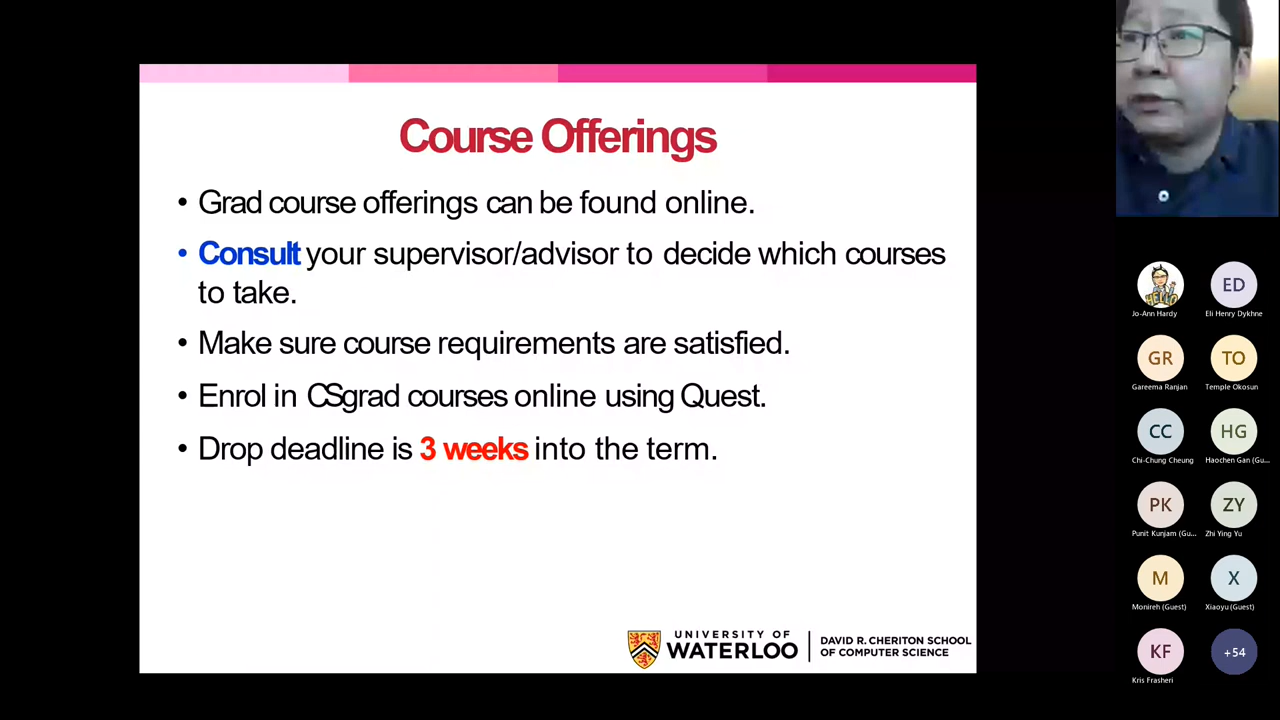 Course Offerings
• Grad course offerings can be found online.
• Consult your supervisor/advisor to decide which courses
to take.
• Make sure course requirements are satisfied.
• Enrol in CSgrad courses online using Quest.
• Drop deadline is 3 weeks into the term.
UNIVERSITY OF
WATERLOO
DAVID R. CHERITON SCHOOL
OF COMPUTER SCIENCE
HELLO
ED
Jo-Ann Hardy
Eli Henry Dykhne
GR
TO
Gareema Ranjan
Temple Okosun
CC
HG
Chi-Chung Cheung
Haochen Gan (Gu...
PK
ZY
Punit Kunjam (Gu...
Zhi Ying Yu
M
X
Monireh (Guest)
Xiaoyu (Guest)
KF
+54
Kris Frasheri